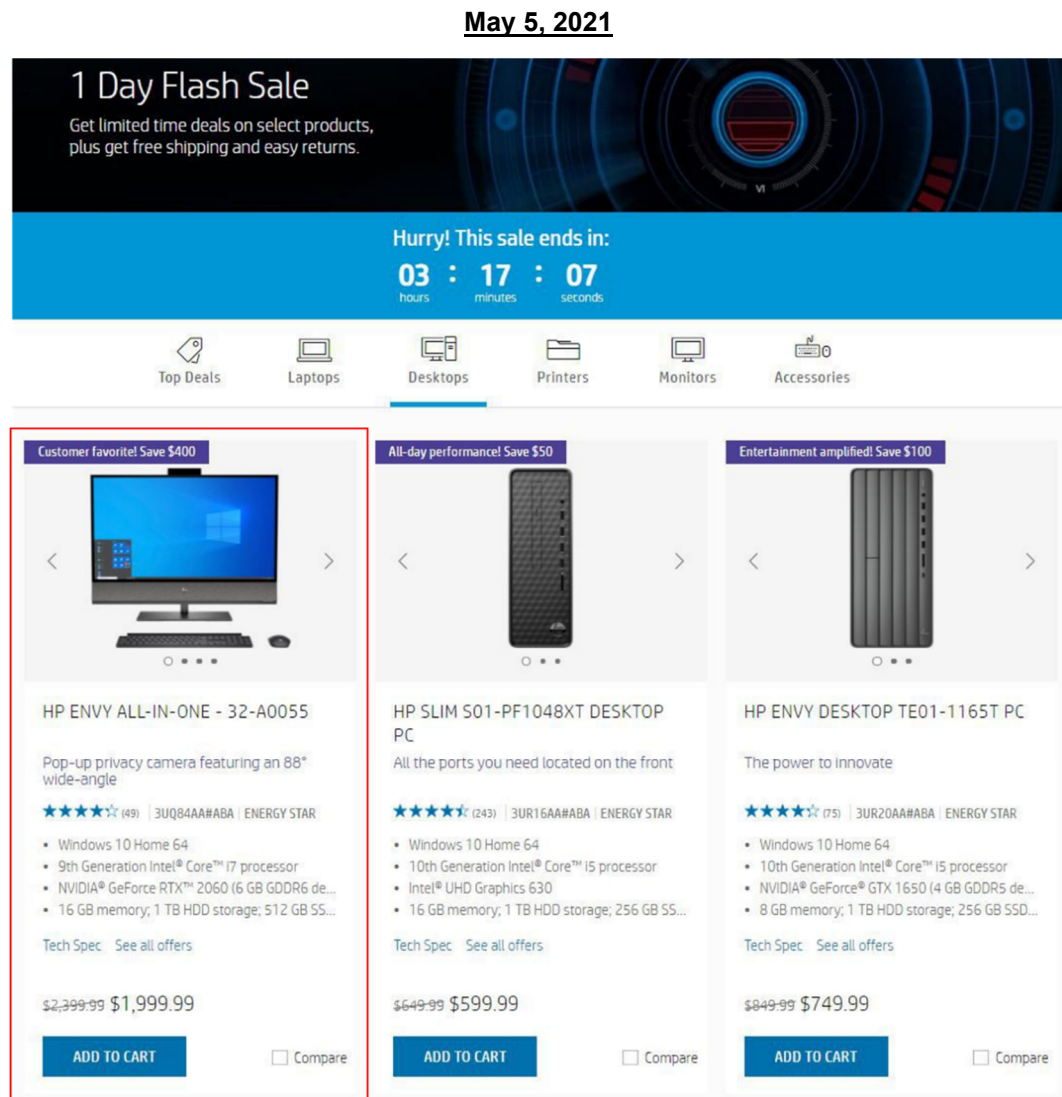 May 5, 2021
1 Day Flash Sale
Get limited time deals on select products,
plus get free shipping and easy returns.
VI
Hurry! This sale ends in:
03 : 17 : 07
hours minutes seconds
Top Deals Laptops Desktops Printers Monitors Accessories
Customer favorite! Save $400
HP ENVY ALL-IN-ONE - 32-A0055
Pop-up privacy camera featuring an 88°
wide-angle
(49) 3UQ84AA#ABA ENERGY STAR
• Windows 10 Home 64
• 9th Generation Intel® Core™ i7 processor
• NVIDIA® GeForce RTX™ 2060 (6 GB GDDR6 de...
• 16 GB memory; 1 TB HDD storage; 512 GB SS...
Tech Spec See all offers
$2,399.99 $1,999.99
ADD TO CART Compare
All-day performance! Save $50
HP SLIM S01-PF1048XT DESKTOP
PC
All the ports you need located on the front
(243) 3UR16AA#ABA ENERGY STAR
• Windows 10 Home 64
• 10th Generation Intel® Core™ i5 processor
• Intel® UHD Graphics 630
• 16 GB memory; 1 TB HDD storage; 256 GB SS...
Tech Spec See all offers
$649.99 $599.99
ADD TO CART Compare
Entertainment amplified! Save $100
HP ENVY DESKTOP TE01-1165T PC
The power to innovate
(75) 3UR20AA#ABA ENERGY STAR
• Windows 10 Home 64
• 10th Generation Intel® Core™ i5 processor
• NVIDIA® GeForce® GTX 1650 (4 GB GDDR5 de...
• 8 GB memory; 1 TB HDD storage; 256 GB SSD...
Tech Spec See all offers
$849.99 $749.99
ADD TO CART Compare